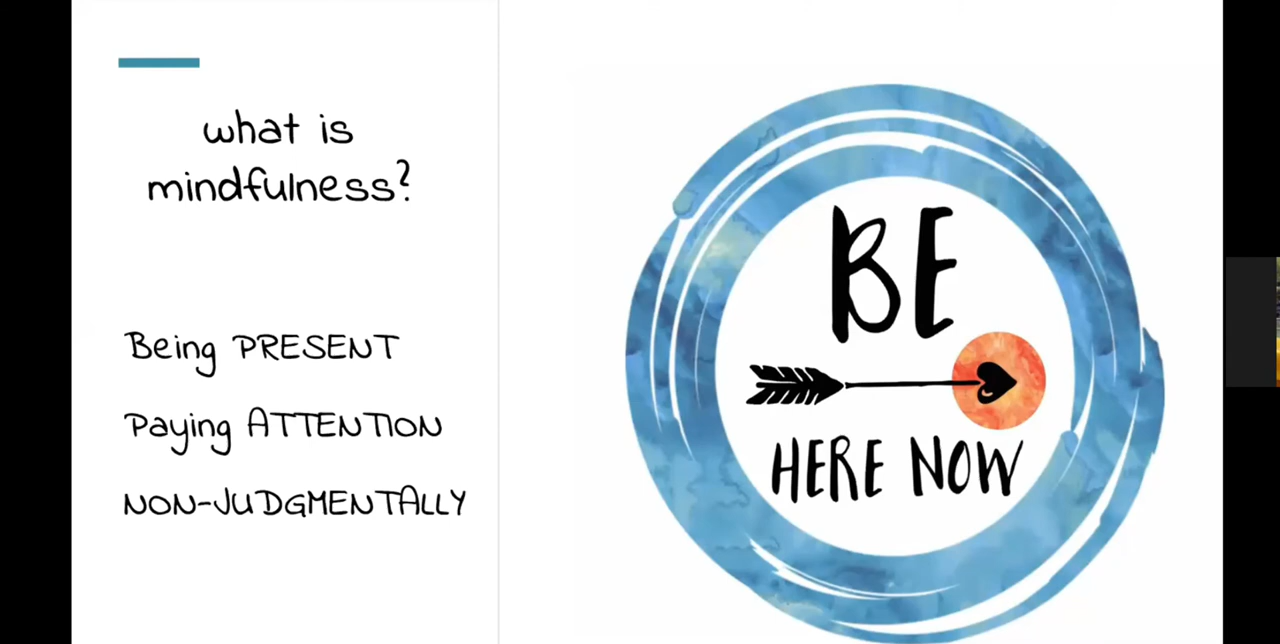 what is
mindfulness?
Being PRESENT
Paying ATTENTION
NON-JUDGMENTALLY
BE
HERE NOW